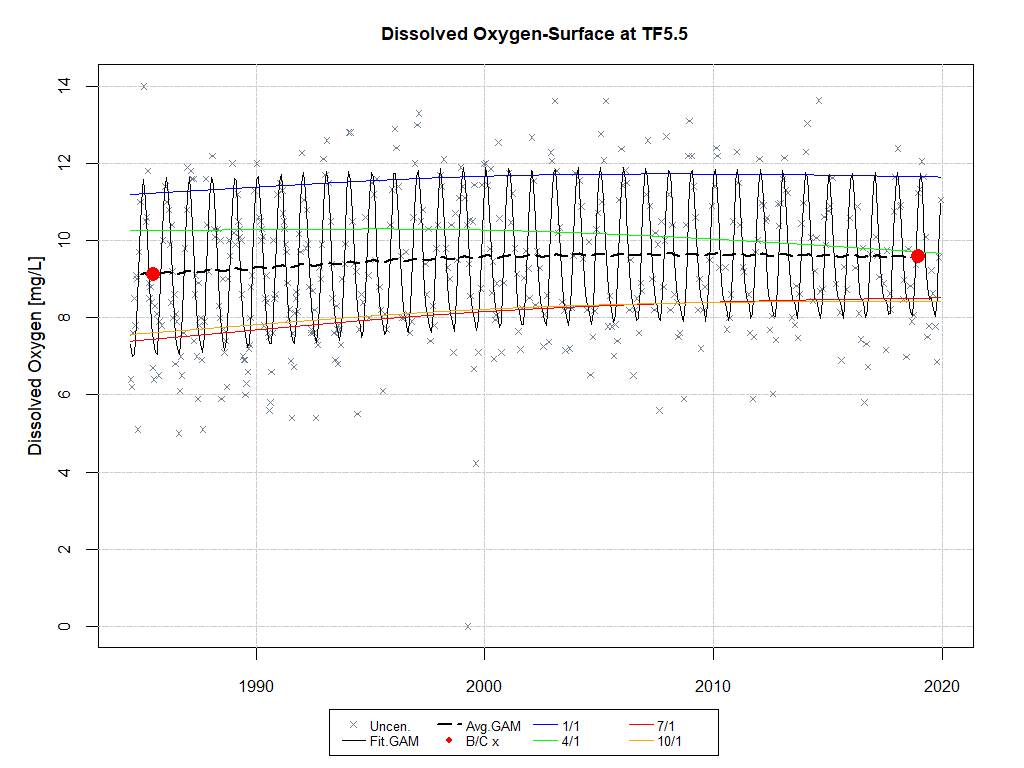 Dissolved Oxygen-Surface at TF5.5
Dissolved Oxygen [mg/L]
14
12
10
8
6
4
2
0
1990 2000 2010 2020
Uncen. Avg.GAM 1/1 7/1
Fit.GAM B/C x 4/1 10/1